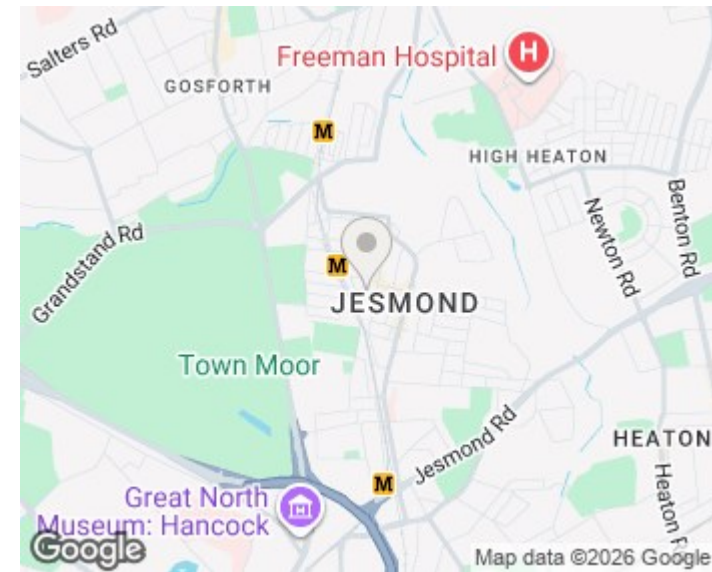 Salters Rd
Freeman Hospital
H
GOSFORTH
M
HIGH HEATON
Benton Rd
Newton Rd
Grandstand Rd
M
JESMOND
Town Moor
Jesmond Rd
HEATON
M
Great North
Museum: Hancock
Heaton R
Google
Map data ©2026 Google